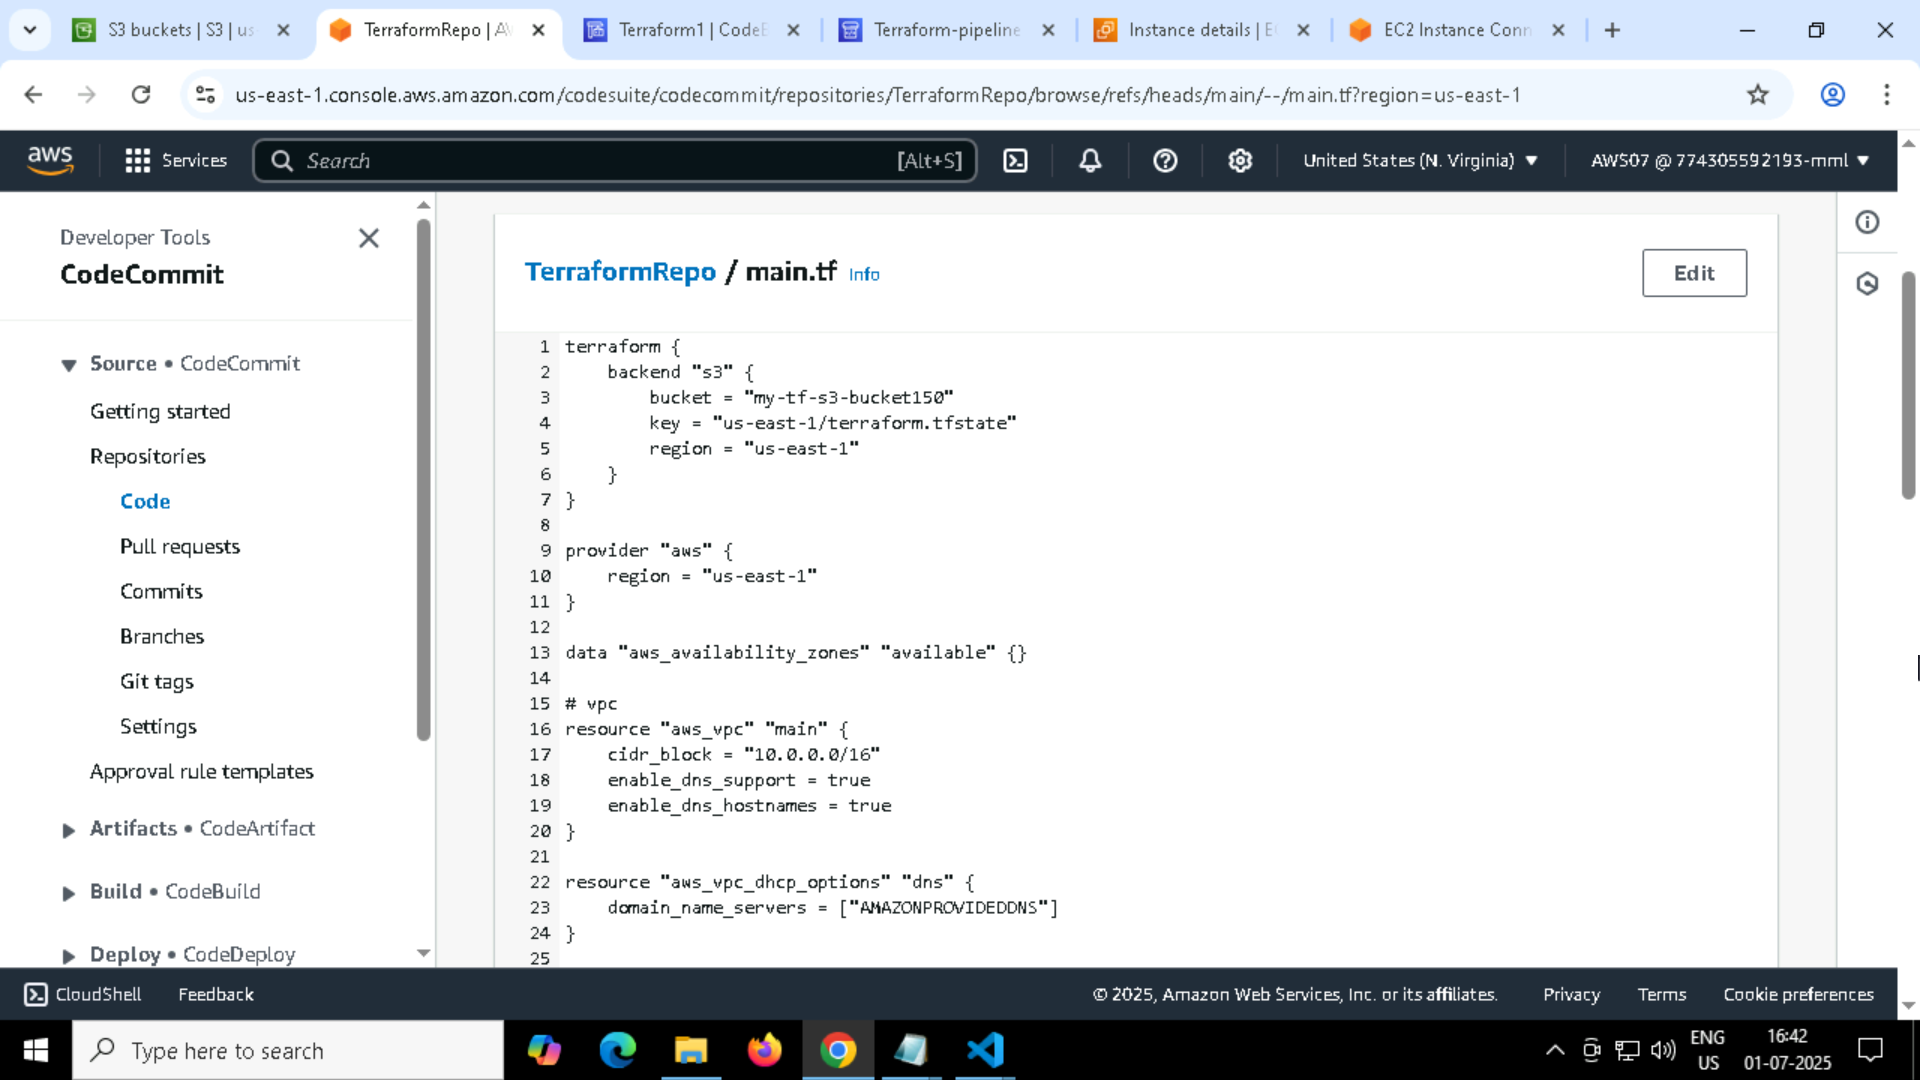 S3 buckets | S3 | us
TerraformRepo | A
Terraform1 | CodeB
Terraform-pipeline
Instance details | E
EC2 Instance Conn
us-east-1.console.aws.amazon.com/codesuite/codecommit/repositories/TerraformRepo/browse/refs/heads/main/--/main.tf?region=us-east-1
aws
Services
Search
[Alt+S]
United States (N. Virginia)
AWS07 @ 774305592193-mml
Developer Tools
CodeCommit
Source • CodeCommit
Getting started
Repositories
Code
Pull requests
Commits
Branches
Git tags
Settings
Approval rule templates
Artifacts • CodeArtifact
Build • CodeBuild
Deploy • CodeDeploy
TerraformRepo / main.tf Info
Edit
1 terraform {
2 backend "s3" {
3 bucket = "my-tf-s3-bucket150"
4 key = "us-east-1/terraform.tfstate"
5 region = "us-east-1"
6 }
7 }
8
9 provider "aws" {
10 region = "us-east-1"
11 }
12
13 data "aws_availability_zones" "available" {}
14
15 # vpc
16 resource "aws_vpc" "main" {
17 cidr_block = "10.0.0.0/16"
18 enable_dns_support = true
19 enable_dns_hostnames = true
20 }
21
22 resource "aws_vpc_dhcp_options" "dns" {
23 domain_name_servers = ["AMAZONPROVIDEDDNS"]
24 }
25
CloudShell
Feedback
© 2025, Amazon Web Services, Inc. or its affiliates.
Privacy
Terms
Cookie preferences
Type here to search
ENG
US
16:42
01-07-2025